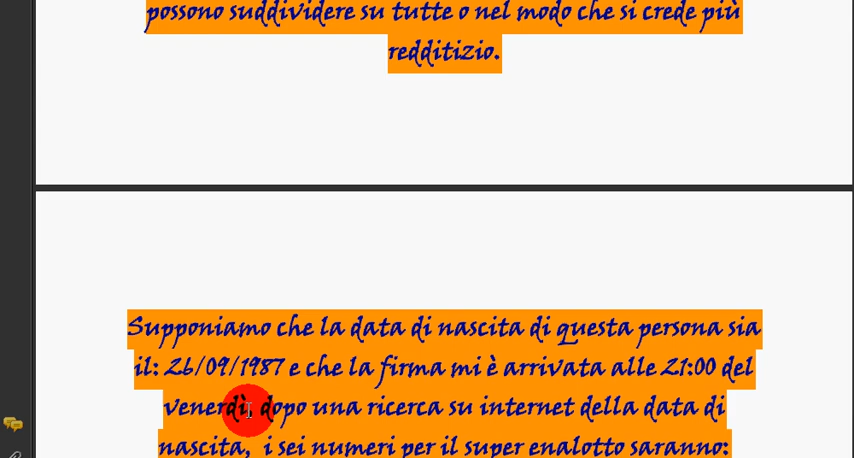 possono suddividere su tutte o nel modo che si crede più
redditizio.
Supponiamo che la data di nascita di questa persona sia
il: 26/09/1987 e che la firma mi è arrivata alle 21:00 del
venerdì, dopo una ricerca su internet della data di
nascita, i sei numeri per il super enalotto saranno: